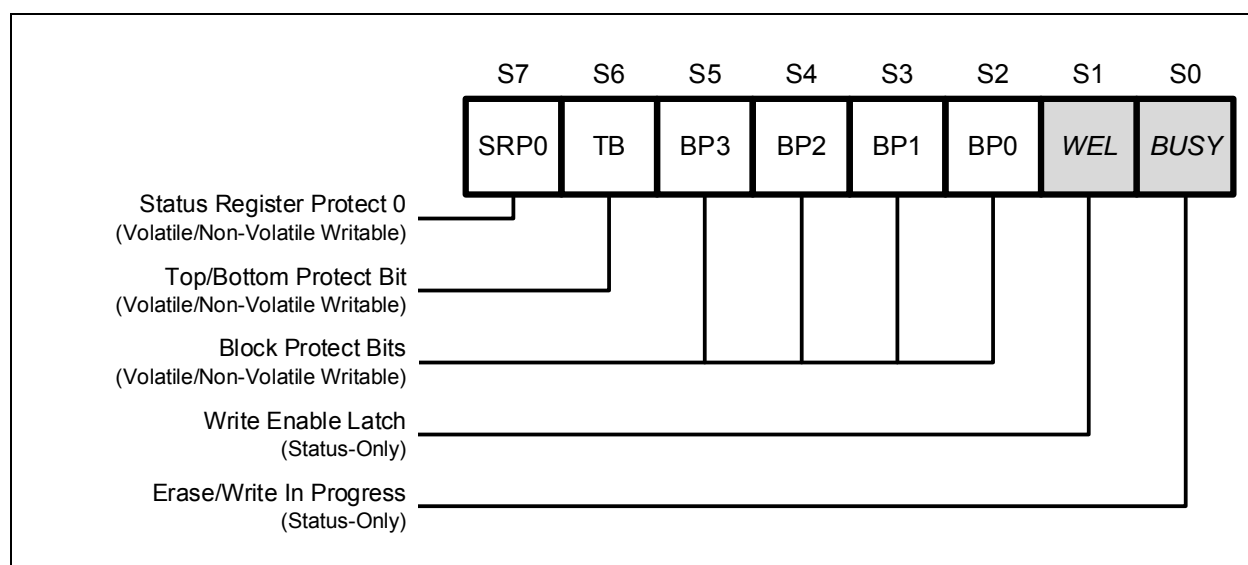 S7 S6 S5 S4 S3 S2 S1 S0
SRP0 TB BP3 BP2 BP1 BP0 WEL BUSY
Status Register Protect 0
(Volatile/Non-Volatile Writable)
Top/Bottom Protect Bit
(Volatile/Non-Volatile Writable)
Block Protect Bits
(Volatile/Non-Volatile Writable)
Write Enable Latch
(Status-Only)
Erase/Write In Progress
(Status-Only)